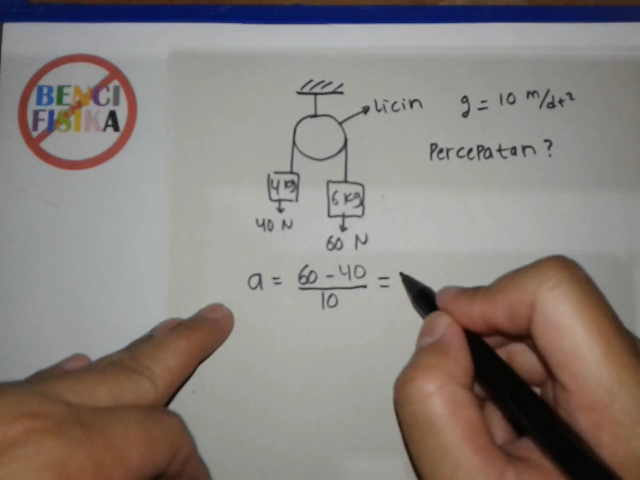 BENCI
FISIKA
Licin
g = 10 m/dt²
Percepatan ?
4 kg
6 kg
40 N
60 N
a = 60 - 40 / 10 =